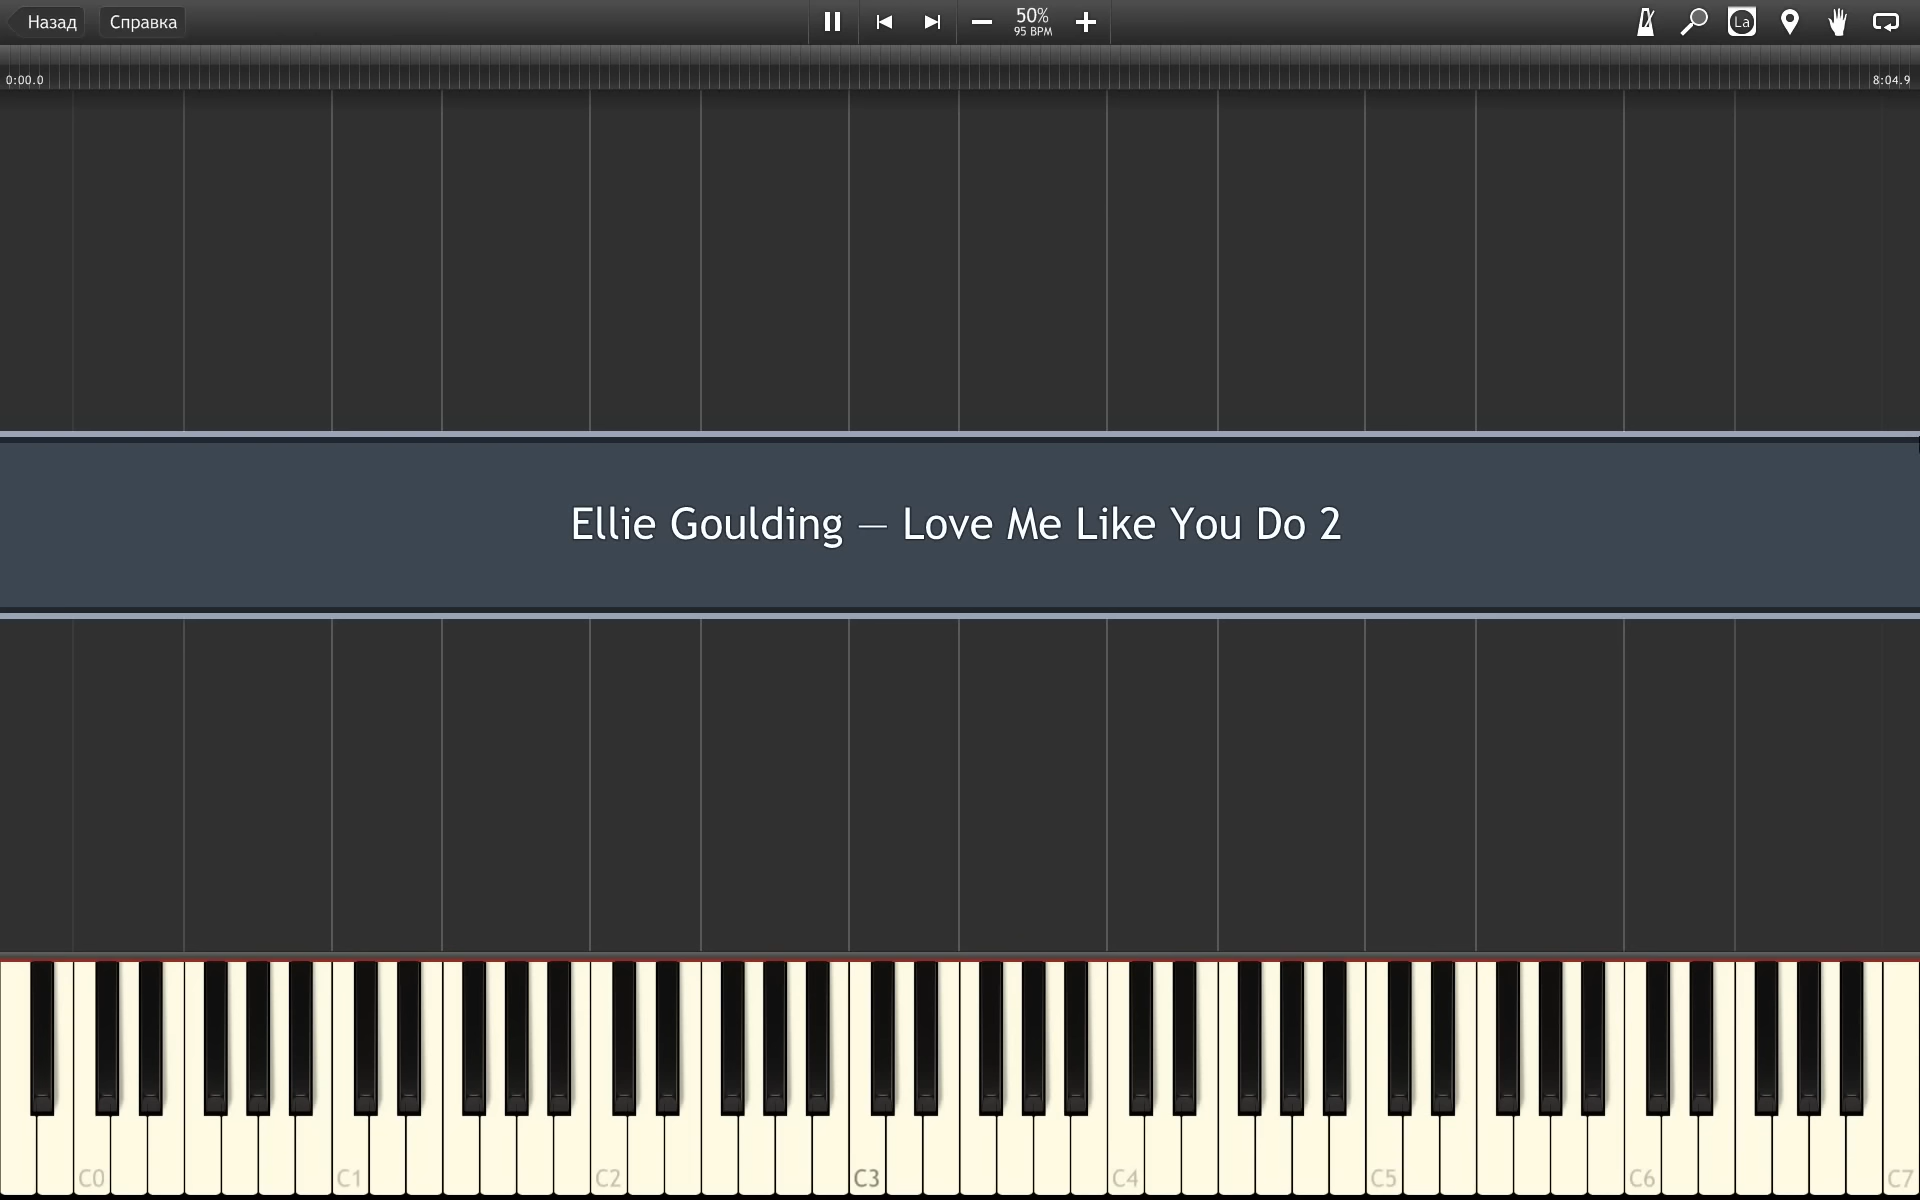 Назад Справка 50% La
95 BPM
0:00.0 8:04.9
Ellie Goulding — Love Me Like You Do 2
C0 C1 C2 C3 C4 C5 C6 C7